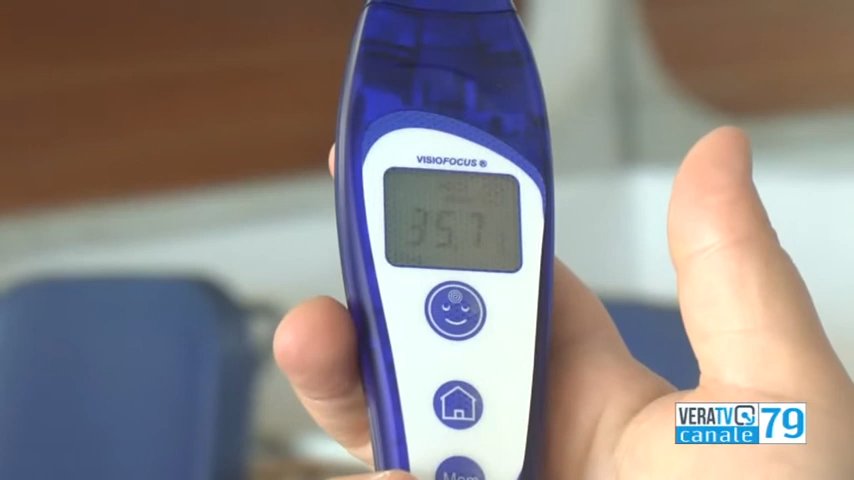 VISIOFOCUS ®
35.7
Mem
VERATV
canale 79